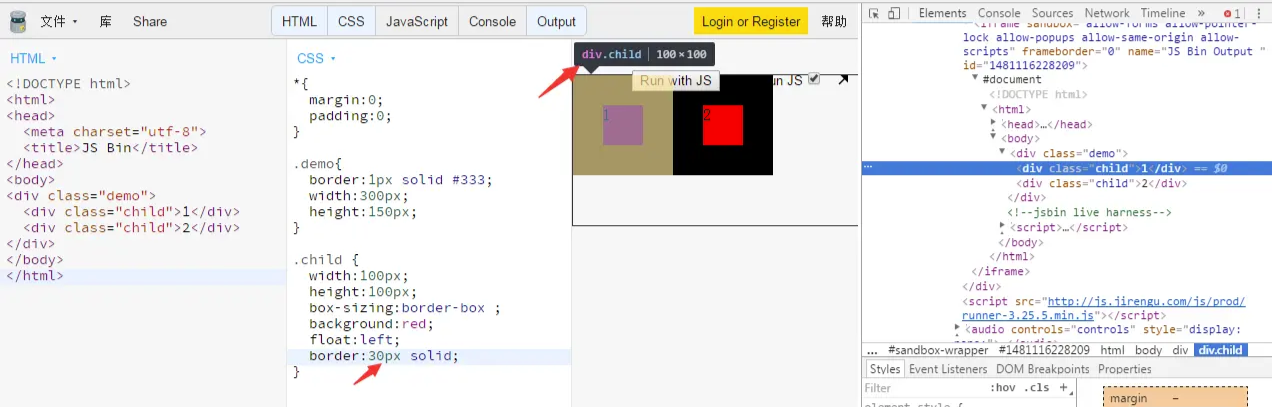 文件 库 Share HTML CSS JavaScript Console Output Login or Register 帮助
HTML
<!DOCTYPE html>
<html>
<head>
<meta charset="utf-8">
<title>JS Bin</title>
</head>
<body>
<div class="demo">
<div class="child">1</div>
<div class="child">2</div>
</div>
</body>
</html>
CSS
*{
margin:0;
padding:0;
}
.demo{
border:1px solid #333;
width:300px;
height:150px;
}
.child {
width:100px;
height:100px;
box-sizing:border-box ;
background:red;
float:left;
border:30px solid;
}
div.child 100×100
Run with JS
un JS
1 2
Elements Console Sources Network Timeline » 1
<iframe sandbox="allow-forms allow-pointer-
lock allow-popups allow-same-origin allow-
scripts" frameborder="0" name="JS Bin Output "
id="1481116228209">
#document
<!DOCTYPE html>
<html>
<head>…</head>
<body>
<div class="demo">
… <div class="child">1</div> == $0
<div class="child">2</div>
</div>
<!--jsbin live harness-->
<script>…</script>
</body>
</html>
</iframe>
</div>
<script src="http://js.jirengu.com/js/prod/
runner-3.25.5.min.js"></script>
<audio controls="controls" style="display:
... #sandbox-wrapper #1481116228209 html body div div.child
Styles Event Listeners DOM Breakpoints Properties
Filter :hov .cls +
element.style {
margin –